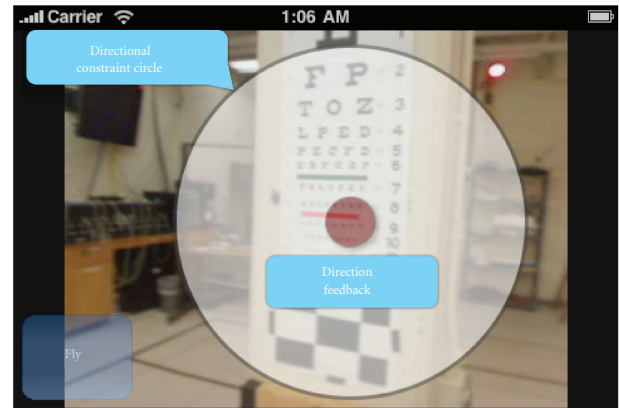 Carrier 1:06 AM
Directional
constraint circle
1
F P 2
T O Z 3
L P E D 4
P E C F D 5
E D F C Z P 6
7
8
9
10
Direction
feedback
Fly